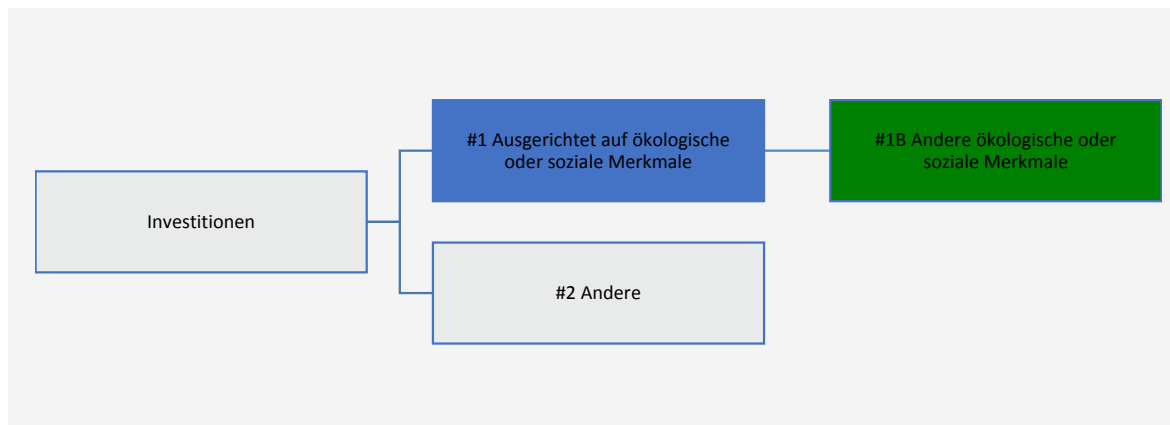 #1 Ausgerichtet auf ökologische
oder soziale Merkmale
#1B Andere ökologische oder
soziale Merkmale
Investitionen
#2 Andere